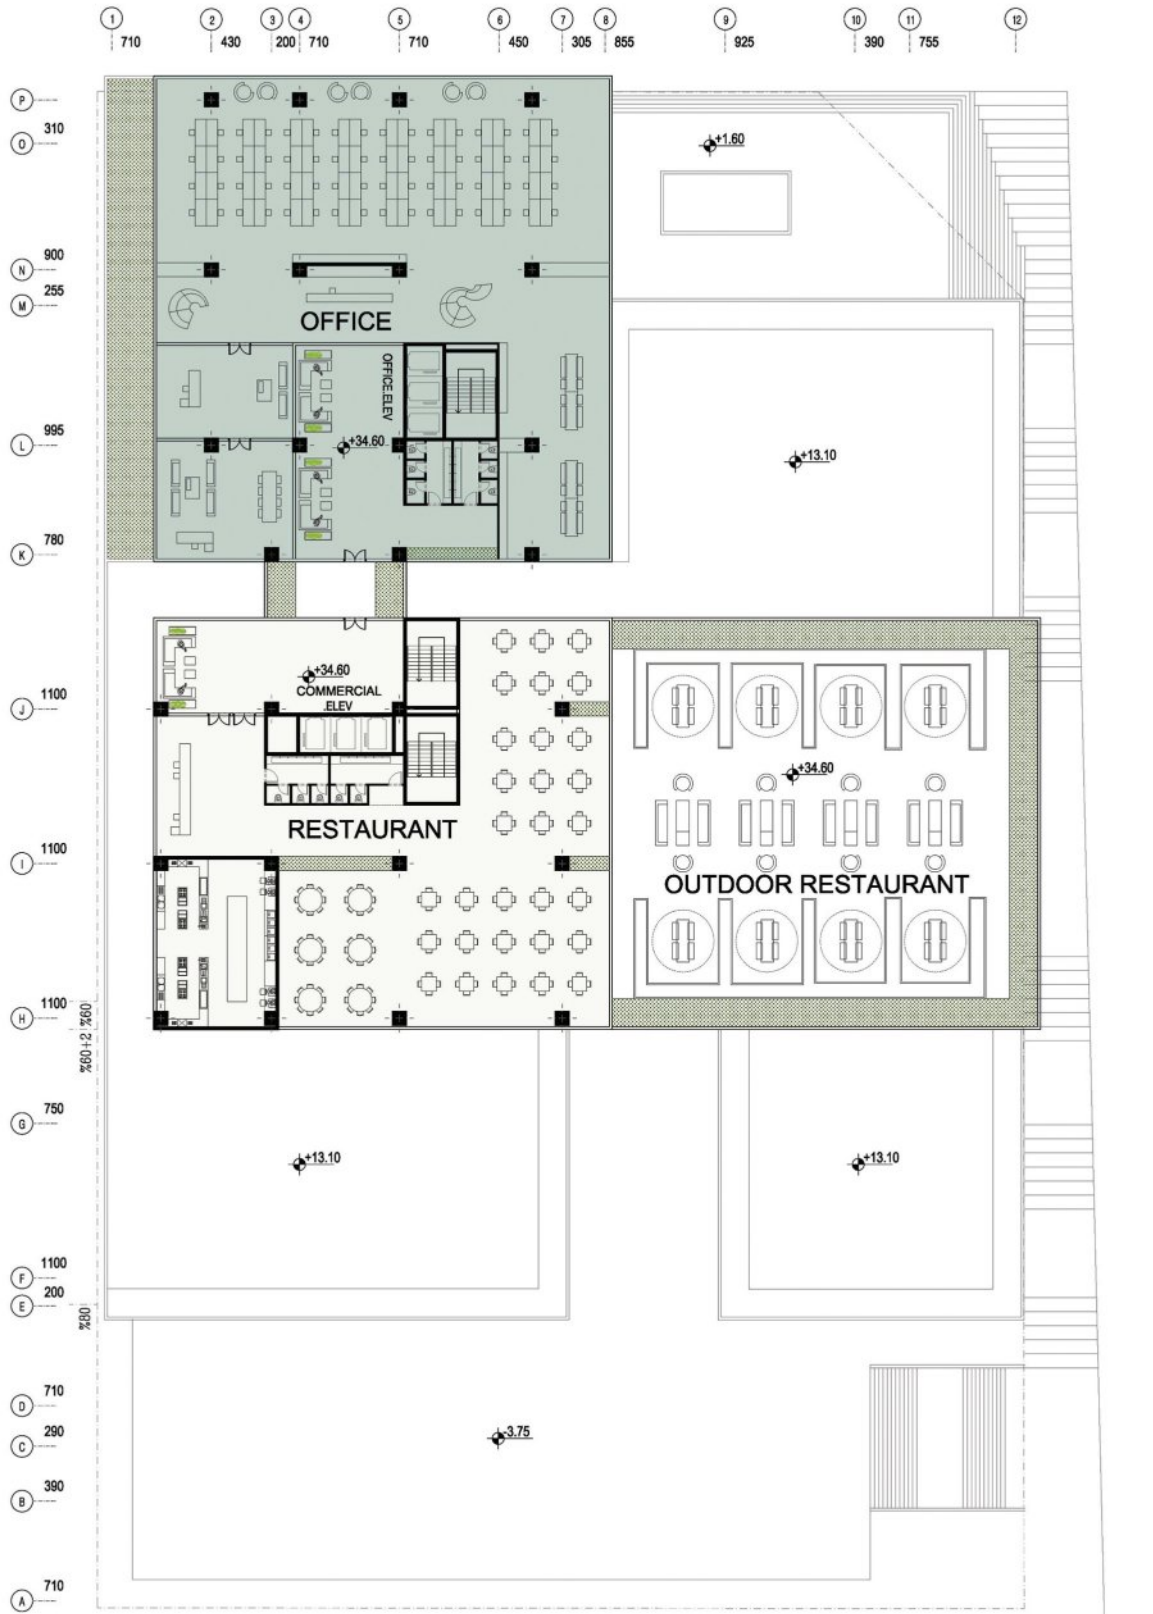 1 2 3 4 5 6 7 8 9 10 11 12
710 430 200 710 710 450 305 855 925 390 755
P
310
O
+1.60
900
N
255
M
OFFICE
OFFICE.ELEV
995
L
+34.60
+13.10
780
K
+34.60
COMMERCIAL
.ELEV
1100
J
+34.60
RESTAURANT
1100
I
OUTDOOR RESTAURANT
1100
H
%60
%60+2
750
G
+13.10
+13.10
1100
F
200
E
%80
710
D
290
C
-3.75
390
B
710
A